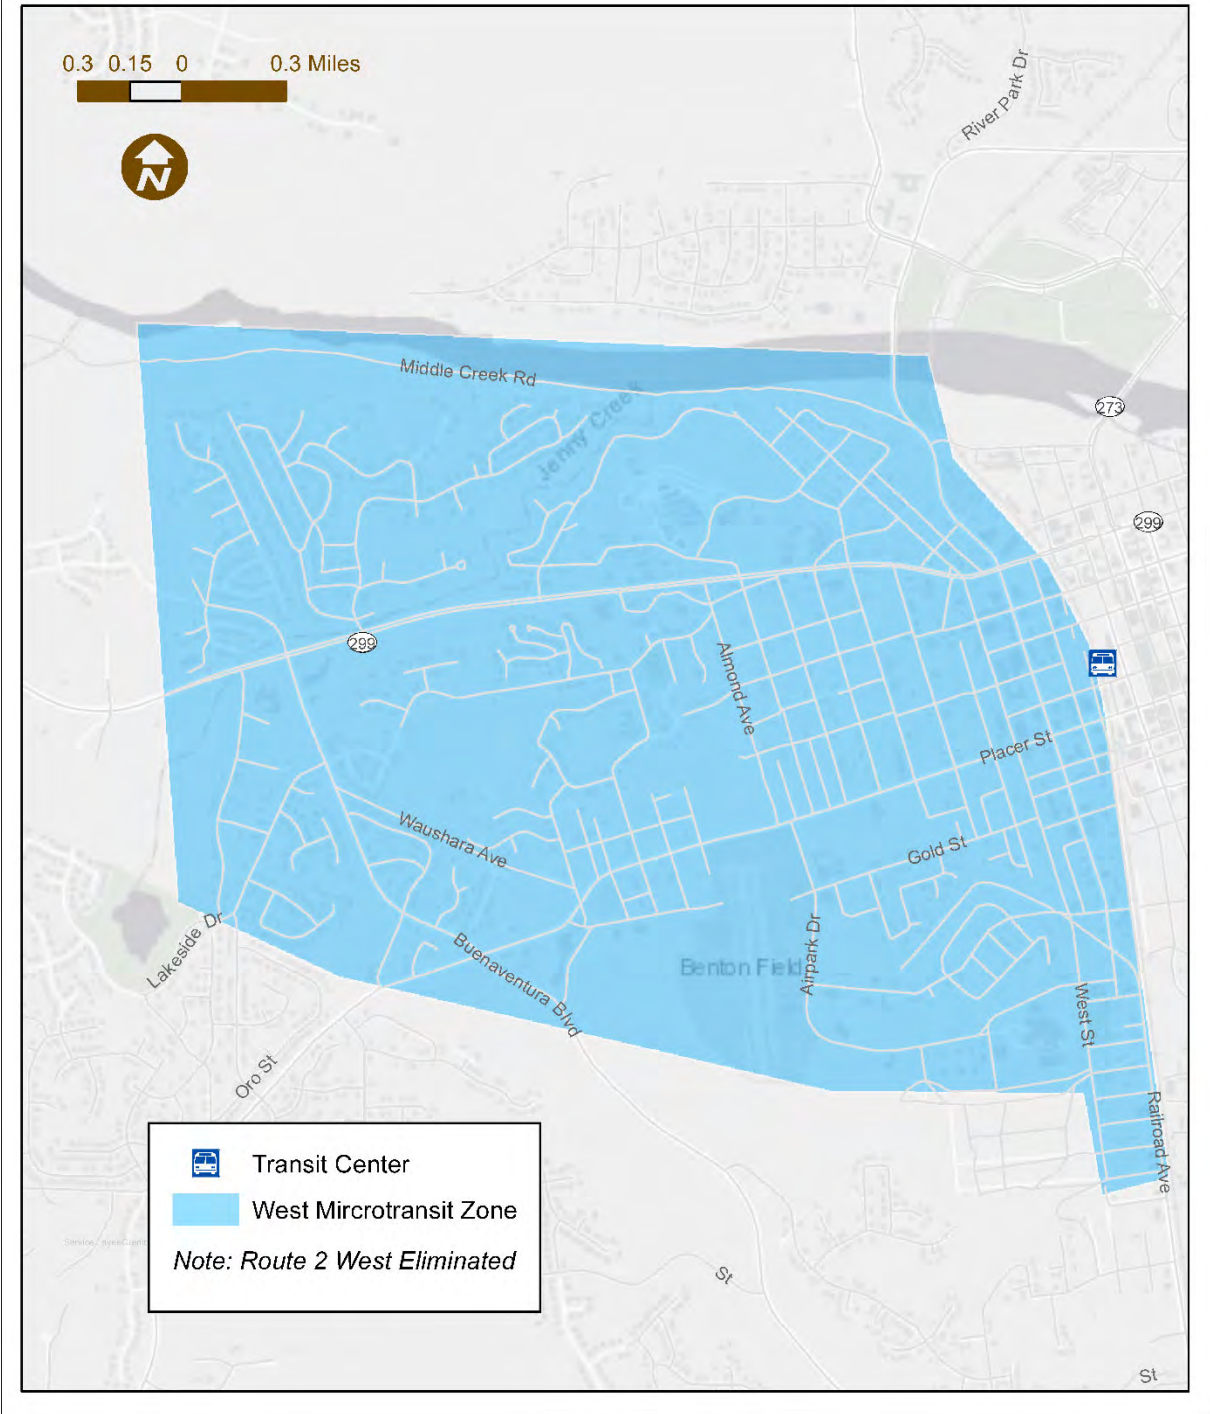 0.3 0.15 0 0.3 Miles
N
River Park Dr
Middle Creek Rd
Jenny Creek
273
299
299
Almond Ave
Placer St
Waushara Ave
Gold St
Lakeside Dr
Buenaventura Blvd
Benton Field
Airpark Dr
West St
Oro St
Railroad Ave
Transit Center
West Mircrotransit Zone
Note: Route 2 West Eliminated
St
St